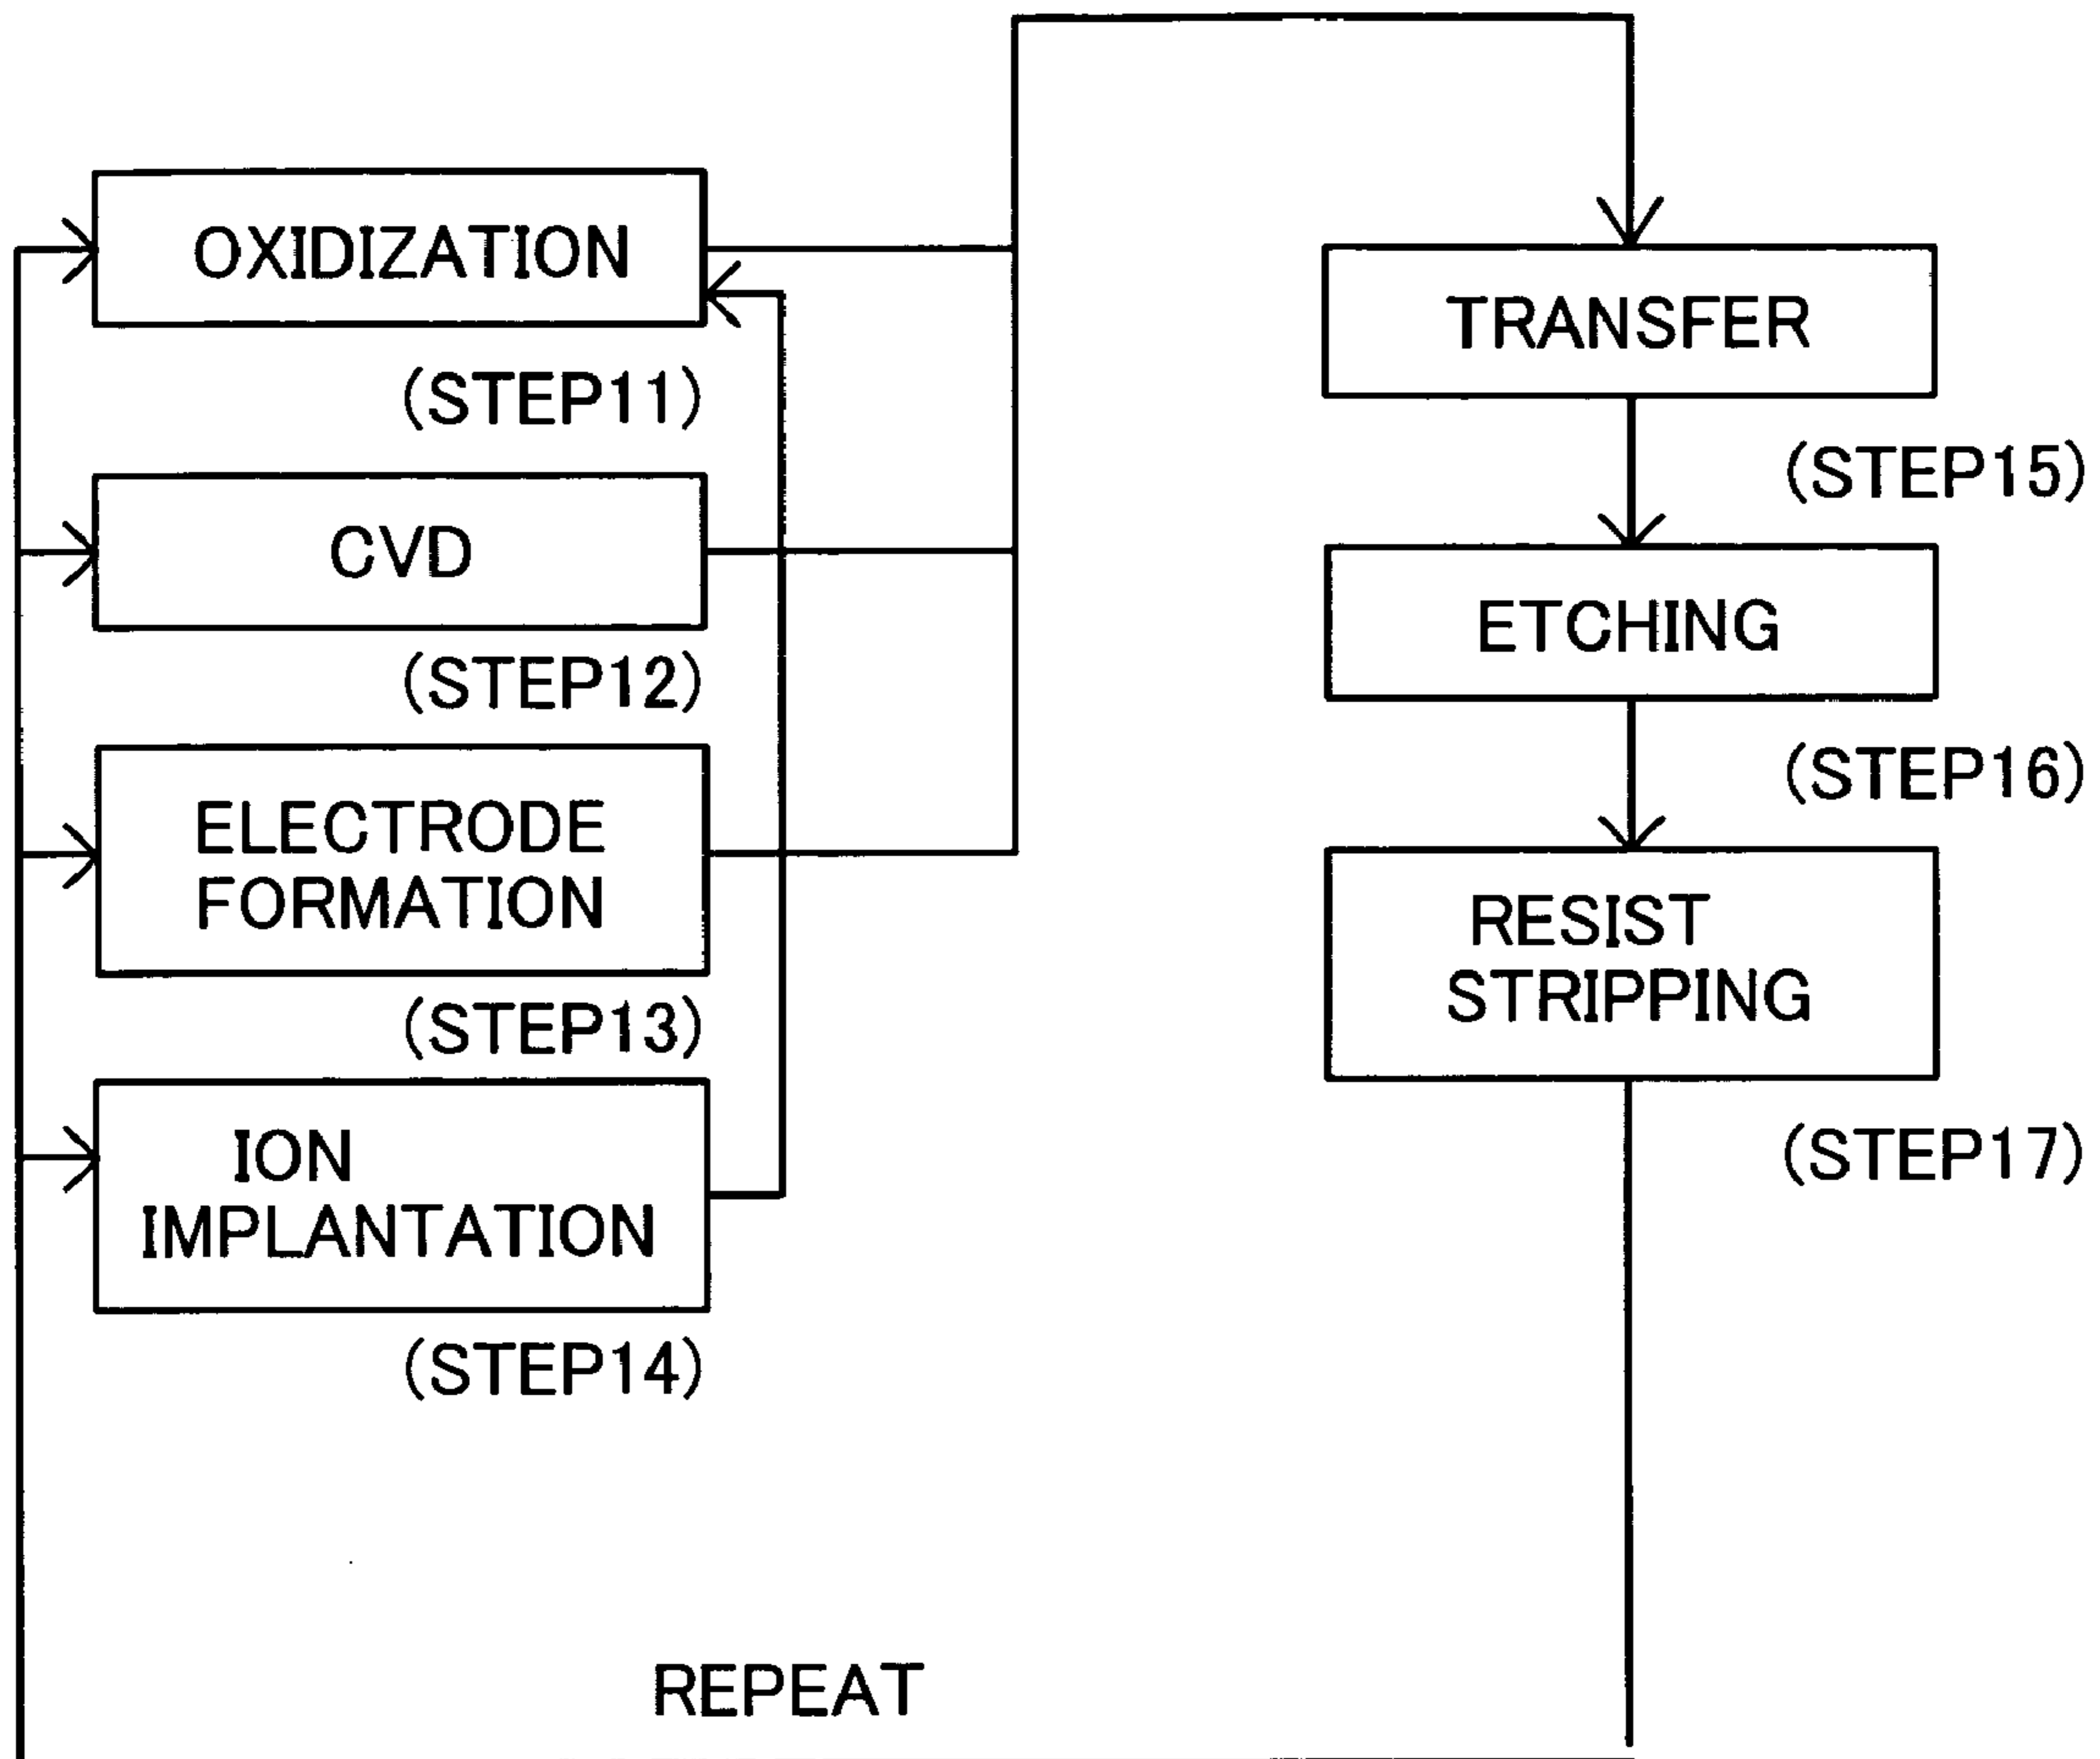 OXIDIZATION
(STEP11)
CVD
(STEP12)
ELECTRODE
FORMATION
(STEP13)
ION
IMPLANTATION
(STEP14)
TRANSFER
(STEP15)
ETCHING
(STEP16)
RESIST
STRIPPING
(STEP17)
REPEAT